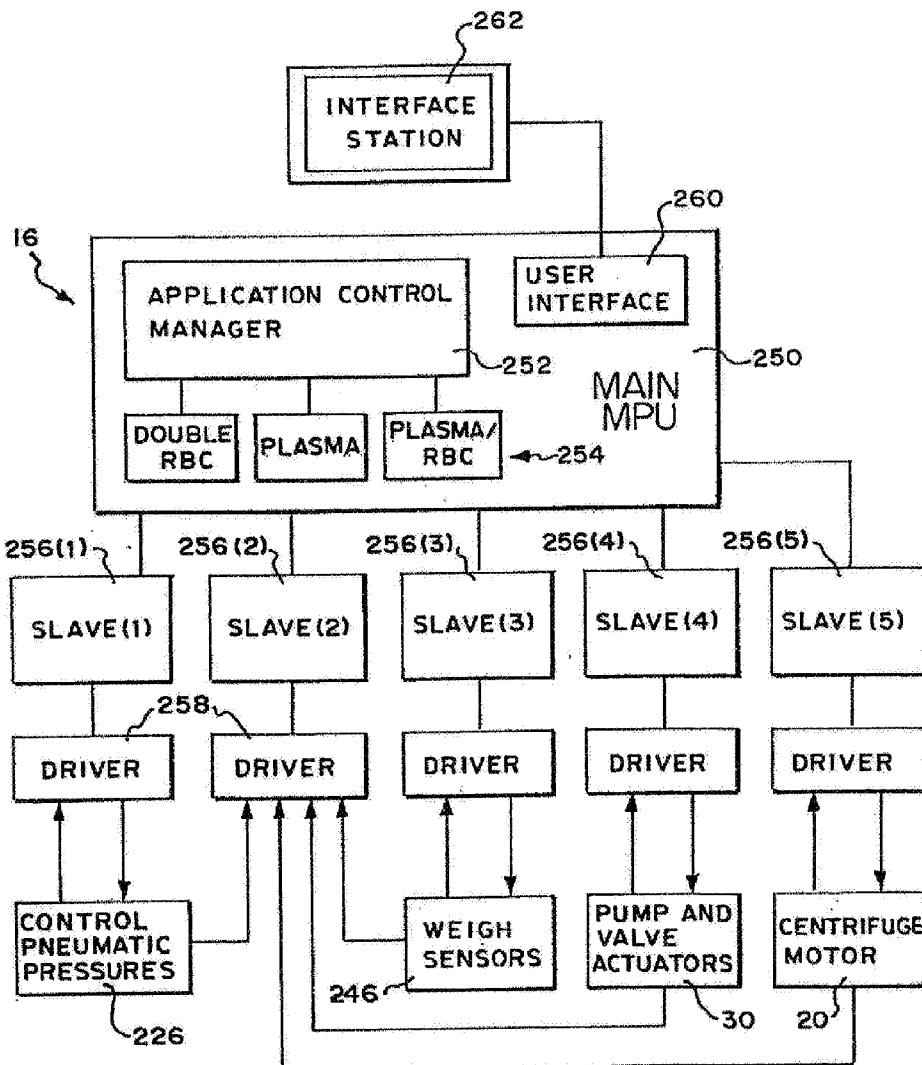 262
INTERFACE
STATION
260
16
USER
INTERFACE
APPLICATION CONTROL
MANAGER
252
250
MAIN
MPU
DOUBLE
RBC
PLASMA
PLASMA/
RBC
254
256(1)
256(2)
256(3)
256(4)
256(5)
SLAVE(1)
SLAVE(2)
SLAVE(3)
SLAVE(4)
SLAVE(5)
258
DRIVER
DRIVER
DRIVER
DRIVER
DRIVER
CONTROL
PNEUMATIC
PRESSURES
WEIGH
SENSORS
PUMP AND
VALVE
ACTUATORS
CENTRIFUGE
MOTOR
226
246
30
20